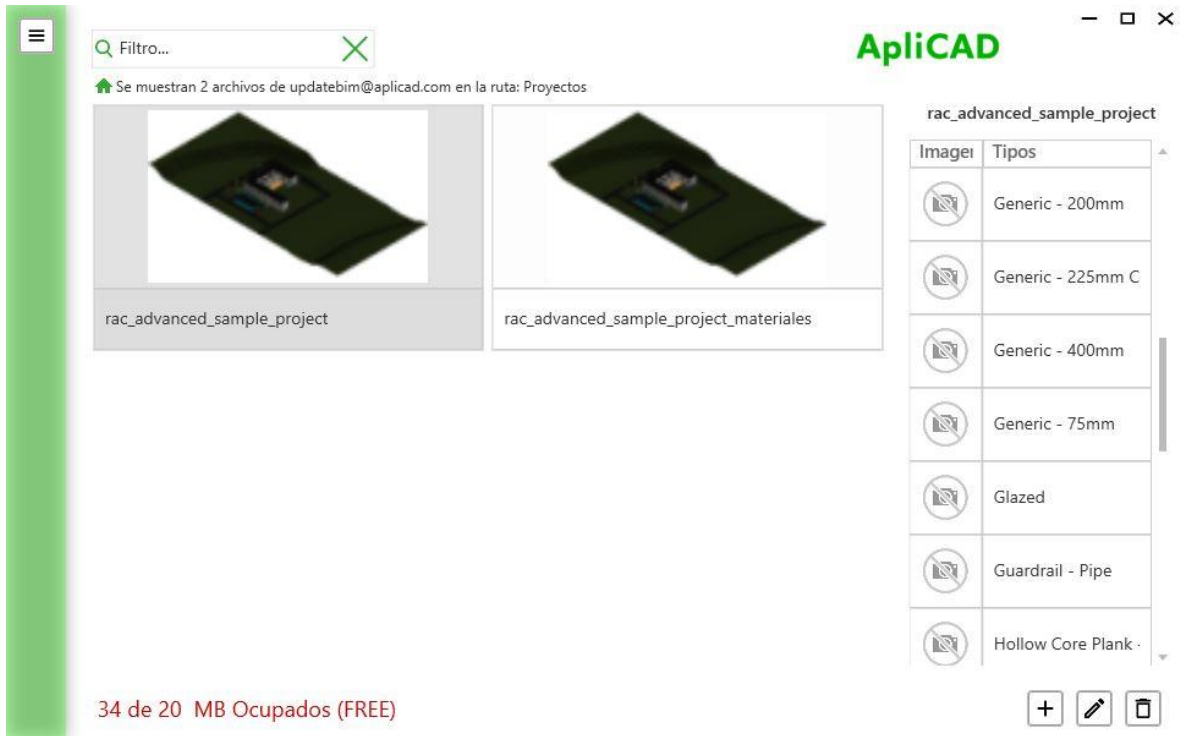 Filtro...
ApliCAD
Se muestran 2 archivos de updatebim@aplicad.com en la ruta: Proyectos
rac_advanced_sample_project
rac_advanced_sample_project_materiales
rac_advanced_sample_project
Imager Tipos
Generic - 200mm
Generic - 225mm C
Generic - 400mm
Generic - 75mm
Glazed
Guardrail - Pipe
Hollow Core Plank -
34 de 20 MB Ocupados (FREE)